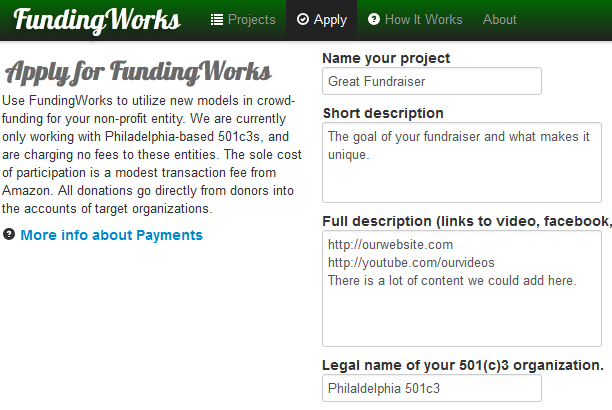 FundingWorks
Projects
Apply
How It Works
About
Apply for FundingWorks
Use FundingWorks to utilize new models in crowd-
funding for your non-profit entity. We are currently
only working with Philadelphia-based 501c3s, and
are charging no fees to these entities. The sole cost
of participation is a modest transaction fee from
Amazon. All donations go directly from donors into
the accounts of target organizations.
? More info about Payments
Name your project
Great Fundraiser
Short description
The goal of your fundraiser and what makes it
unique.
Full description (links to video, facebook,
http://ourwebsite.com
http://youtube.com/ourvideos
There is a lot of content we could add here.
Legal name of your 501(c)3 organization.
Philaldelphia 501c3